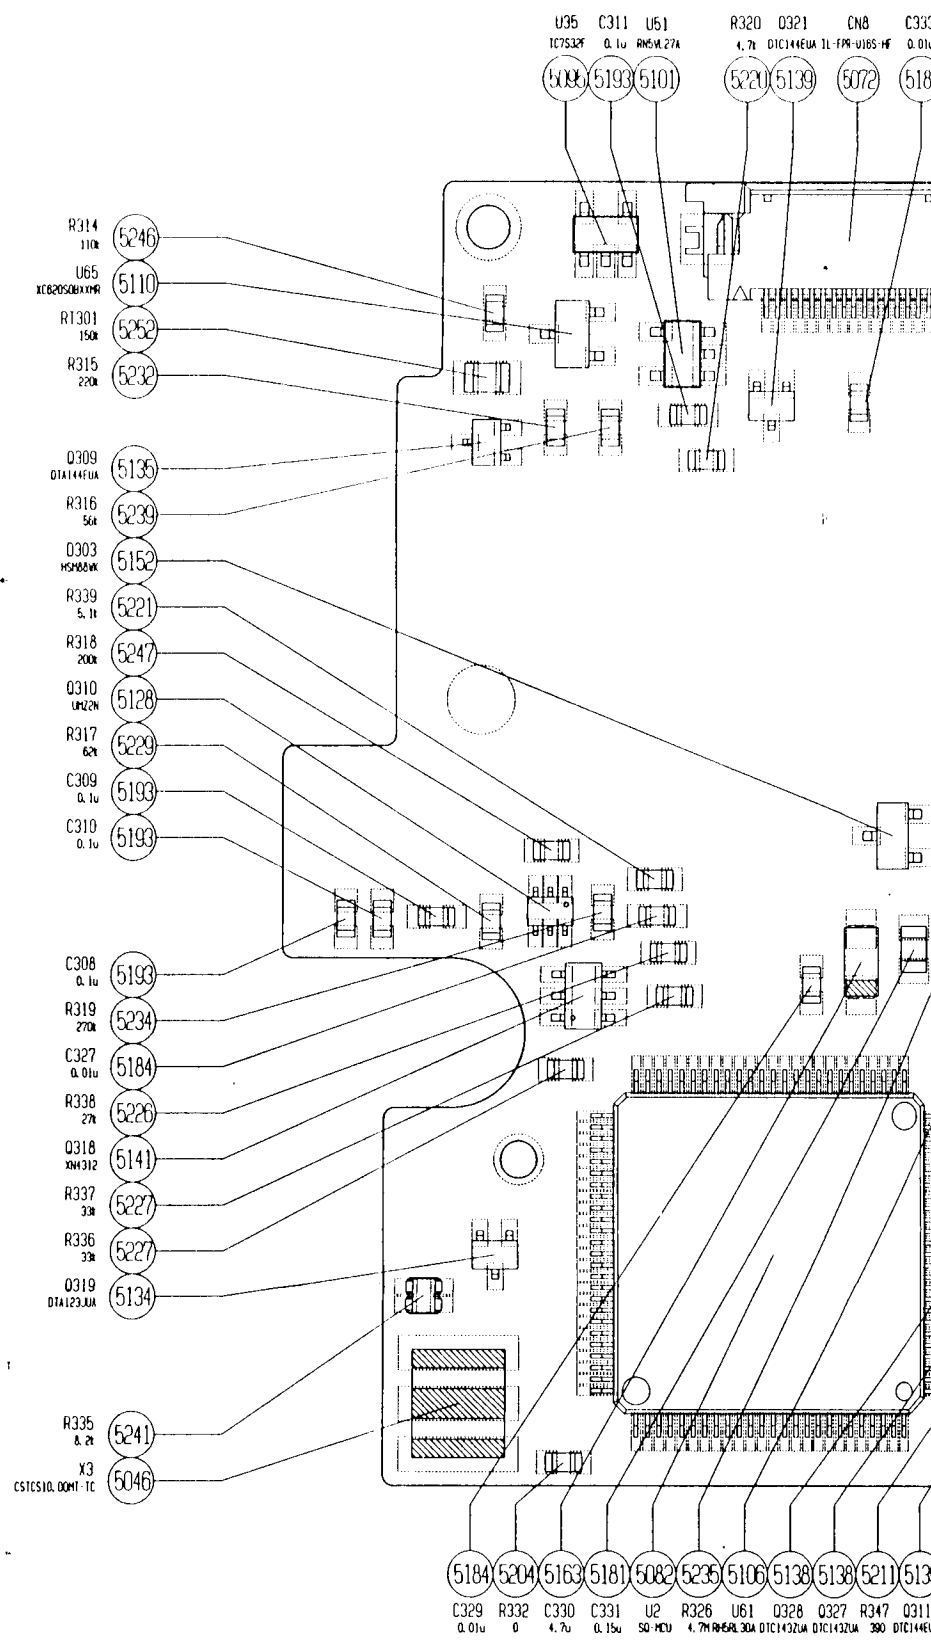 U35 C311 U51 R320 Q321 CN8 C333
TC7S32F 0.1u RN5VL27A 4.7k DTC144EUA IL-FPR-U16S-HF 0.01u
5095 5193 5101 5220 5139 5072 518
R314
110k
5246
U65
5110
RT301
150k
5252
R315
220k
5232
Q309
DTA144EUA
5135
R316
56k
5239
D303
HSM88WK
5152
R339
5.1k
5221
R318
200k
5247
Q310
UMZ2N
5128
R317
62k
5229
C309
0.1u
5193
C310
0.1u
5193
C308
0.1u
5193
R319
270k
5234
C327
0.01u
5184
R338
27k
5226
Q318
XN4312
5141
R337
33k
5227
R336
33k
5227
Q319
DTA123JUA
5134
R335
8.2k
5241
X3
CSTCS10.00MT-TC
5046
5184 5204 5163 5181 5082 5235 5106 5138 5138 5211 513
C329 R332 C330 C331 U2 R326 U61 Q328 Q327 R347 Q311
0.01u 0 4.7u 0.15u SQ-MCU 4.7M RH5RL30A DTC143ZUA DTC143ZUA 390 DTC144EU